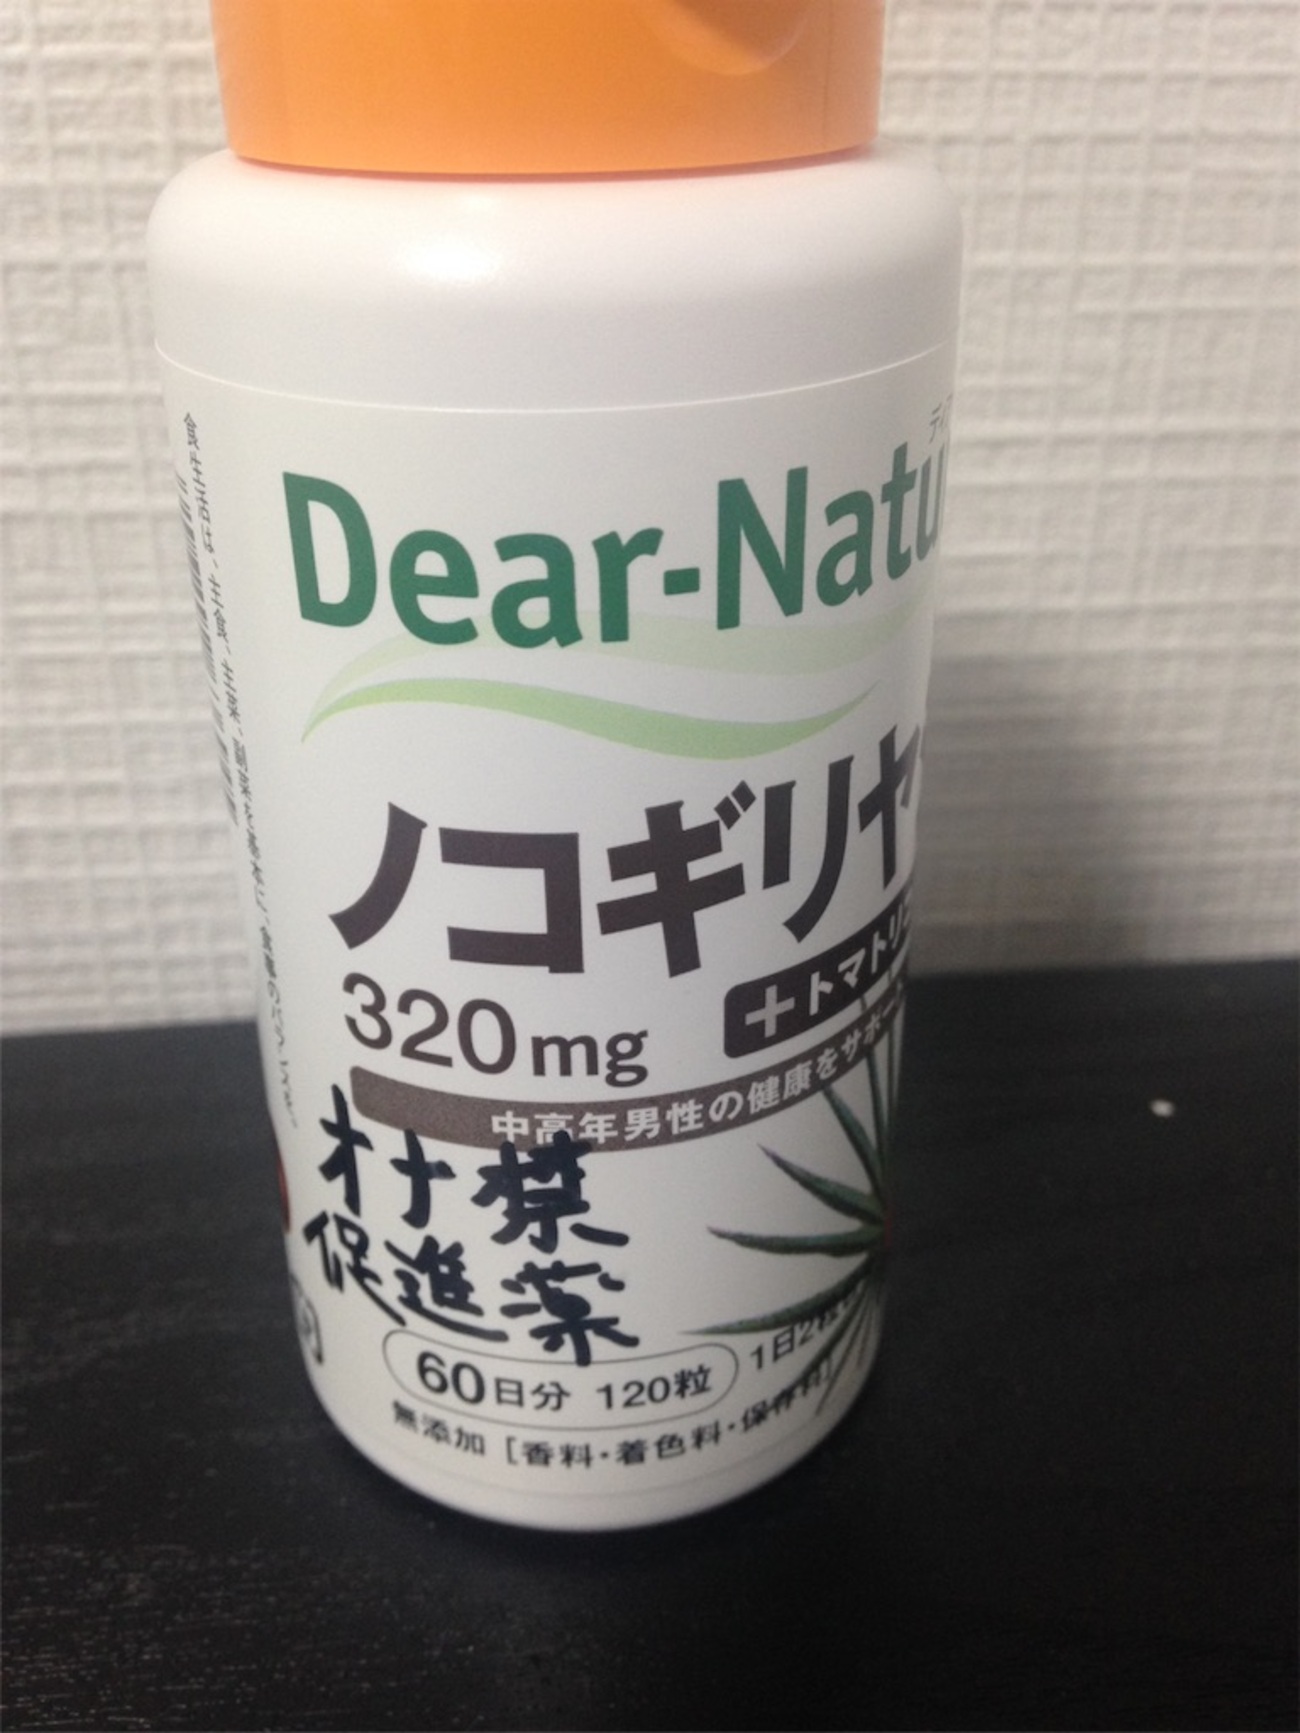 Dear-Natu
ノコギリヤ
320mg
+トマトリコ
中高年男性の健康をサポー
オナ禁
促進薬
60日分 120粒
1日2粒
無添加 [香料・着色料・保存料]